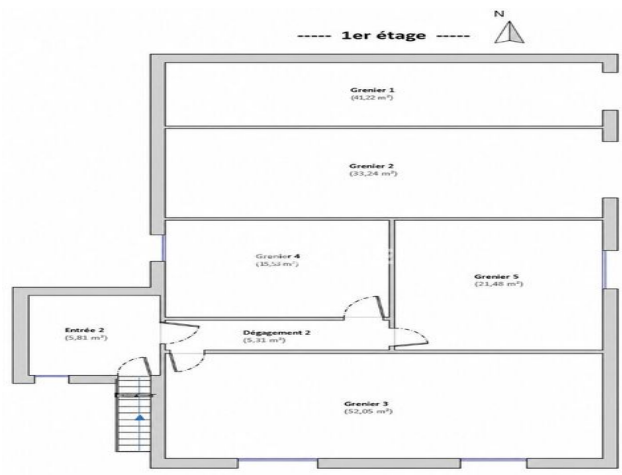 N
----- 1er étage -----
Grenier 1
(41,22 m²)
Grenier 2
(33,24 m²)
Grenier 4
(15,53 m²)
Grenier 5
(21,48 m²)
Entrée 2
(5,81 m²)
Dégagement 2
(5,31 m²)
Grenier 3
(52,05 m²)